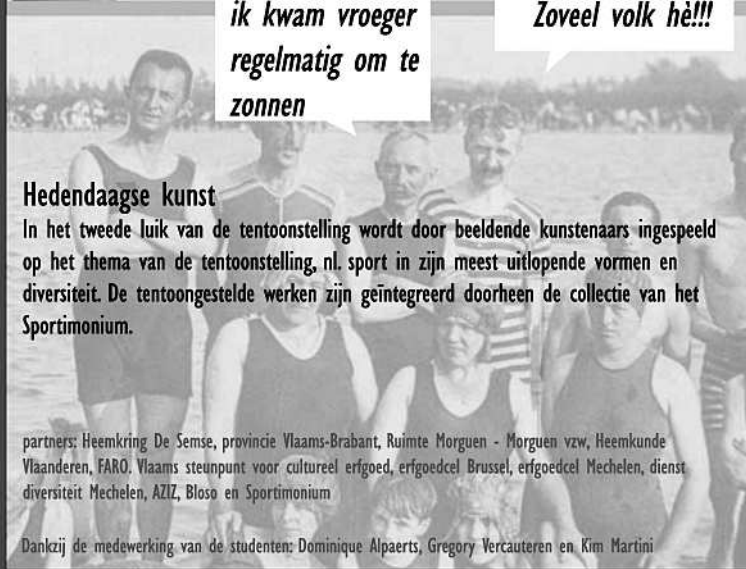 ik kwam vroeger
regelmatig om te
zonnen
Zoveel volk hè!!!
Hedendaagse kunst
In het tweede luik van de tentoonstelling wordt door beeldende kunstenaars ingespeeld
op het thema van de tentoonstelling, nl. sport in zijn meest uitlopende vormen en
diversiteit. De tentoongestelde werken zijn geïntegreerd doorheen de collectie van het
Sportimonium.
partners: Heemkring De Semse, provincie Vlaams-Brabant, Ruimte Morguen - Morguen vzw, Heemkunde
Vlaanderen, FARO. Vlaams steunpunt voor cultureel erfgoed, erfgoedcel Brussel, erfgoedcel Mechelen, dienst
diversiteit Mechelen, AZIZ, Bloso en Sportimonium
Dankzij de medewerking van de studenten: Dominique Alpaerts, Gregory Vercauteren en Kim Martini